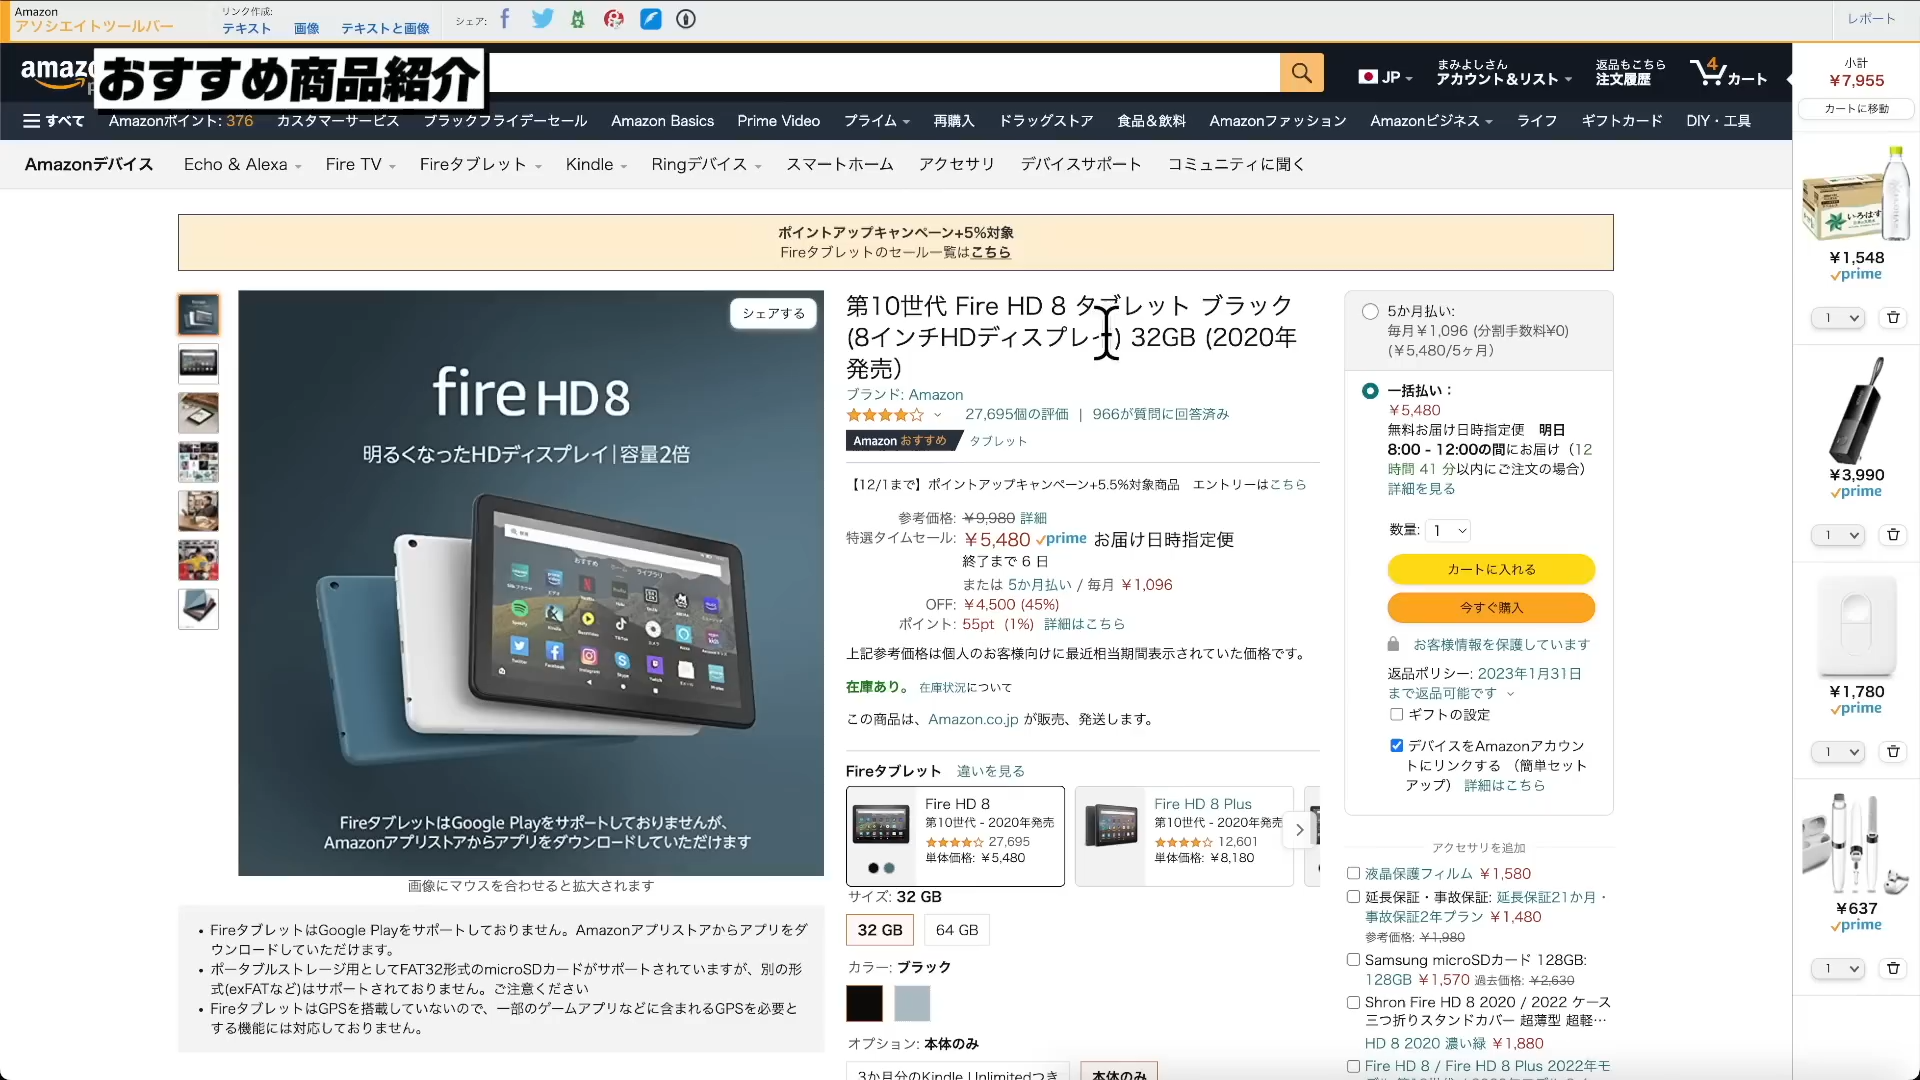 Amazon
アソシエイトツールバー
リンク作成:
テキスト 画像 テキストと画像
シェア:
レポート
おすすめ商品紹介
JP
まみよしさん
アカウント＆リスト
返品もこちら
注文履歴
4
カート
小計
￥7,955
カートに移動
すべて Amazonポイント: 376 カスタマーサービス ブラックフライデーセール Amazon Basics Prime Video プライム 再購入 ドラッグストア 食品＆飲料 Amazonファッション Amazonビジネス ライフ ギフトカード DIY・工具
Amazonデバイス Echo & Alexa Fire TV Fireタブレット Kindle Ringデバイス スマートホーム アクセサリ デバイスサポート コミュニティに聞く
ポイントアップキャンペーン+5%対象
Fireタブレットのセール一覧はこちら
シェアする
fire HD 8
明るくなったHDディスプレイ｜容量2倍
FireタブレットはGoogle Playをサポートしておりませんが、
Amazonアプリストアからアプリをダウンロードしていただけます
画像にマウスを合わせると拡大されます
• FireタブレットはGoogle Playをサポートしておりません。Amazonアプリストアからアプリをダ
ウンロードしていただけます。
• ポータブルストレージ用としてFAT32形式のmicroSDカードがサポートされていますが、別の形
式(exFATなど)はサポートされておりません。ご注意ください
• FireタブレットはGPSを搭載していないので、一部のゲームアプリなどに含まれるGPSを必要と
する機能には対応しておりません。
第10世代 Fire HD 8 タブレット ブラック
(8インチHDディスプレイ) 32GB (2020年
発売)
ブランド: Amazon
27,695個の評価 | 966が質問に回答済み
Amazon おすすめ タブレット
【12/1まで】ポイントアップキャンペーン+5.5%対象商品 エントリーはこちら
参考価格: ￥9,980 詳細
特選タイムセール: ￥5,480 prime お届け日時指定便
終了まで 6 日
または 5か月払い / 毎月 ￥1,096
OFF: ￥4,500 (45%)
ポイント: 55pt (1%) 詳細はこちら
上記参考価格は個人のお客様向けに最近相当期間表示されていた価格です。
在庫あり。 在庫状況について
この商品は、Amazon.co.jp が販売、発送します。
Fireタブレット 違いを見る
Fire HD 8
第10世代 - 2020年発売
27,695
単体価格: ￥5,480
Fire HD 8 Plus
第10世代 - 2020年発売
12,601
単体価格: ￥8,180
サイズ: 32 GB
32 GB 64 GB
カラー: ブラック
オプション: 本体のみ
3か月分のKindle Unlimitedつき 本体のみ
5か月払い:
毎月￥1,096 (分割手数料¥0)
(￥5,480/5ヶ月)
一括払い：
￥5,480
無料お届け日時指定便 明日
8:00 - 12:00の間にお届け（12
時間 41 分以内にご注文の場合）
詳細を見る
数量: 1
カートに入れる
今すぐ購入
お客様情報を保護しています
返品ポリシー: 2023年1月31日
まで返品可能です
ギフトの設定
デバイスをAmazonアカウン
トにリンクする （簡単セット
アップ） 詳細はこちら
アクセサリを追加
液晶保護フィルム ￥1,580
延長保証・事故保証: 延長保証21か月・
事故保証2年プラン ￥1,480
参考価格: ￥1,980
Samsung microSDカード 128GB:
128GB ￥1,570 過去価格: ￥2,630
Shron Fire HD 8 2020 / 2022 ケース
三つ折りスタンドカバー 超薄型 超軽…
HD 8 2020 濃い緑 ￥1,880
Fire HD 8 / Fire HD 8 Plus 2022年モ
いろはす
￥1,548
prime
1
￥3,990
prime
1
￥1,780
prime
1
￥637
prime
1